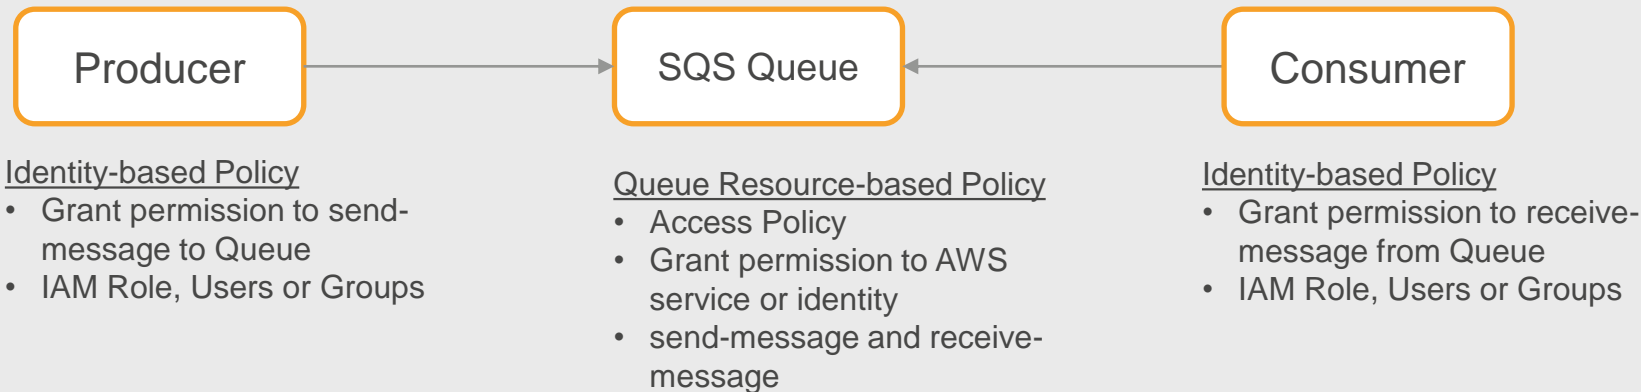 Producer
SQS Queue
Consumer
Identity-based Policy
• Grant permission to send-
message to Queue
• IAM Role, Users or Groups
Queue Resource-based Policy
• Access Policy
• Grant permission to AWS
service or identity
• send-message and receive-
message
Identity-based Policy
• Grant permission to receive-
message from Queue
• IAM Role, Users or Groups